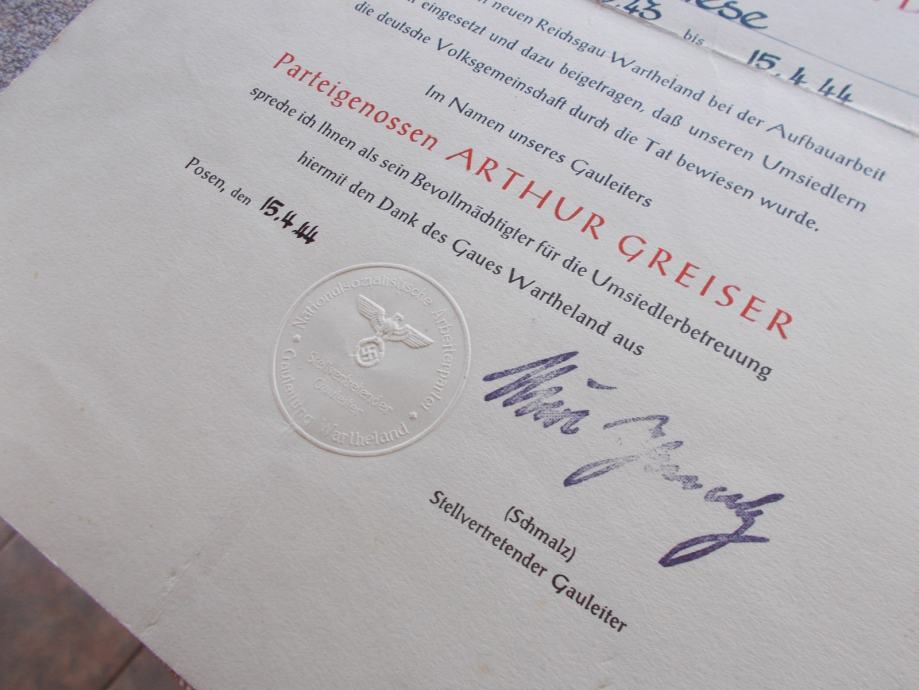 ese
.43 bis 15.4.44
neuen Reichsgau Wartheland bei der Aufbauarbeit
eingesetzt und dazu beigetragen, daß unseren Umsiedlern
die deutsche Volksgemeinschaft durch die Tat bewiesen wurde.
Im Namen unseres Gauleiters
Parteigenossen ARTHUR GREISER
spreche ich Ihnen als sein Bevollmächtigter für die Umsiedlerbetreuung
hiermit den Dank des Gaues Wartheland aus
Posen, den 15.4.44
Nationalsozialistische Arbeiterpartei
Stellvertretender
Gauleiter
Gauleitung Wartheland
(Schmalz)
Stellvertretender Gauleiter